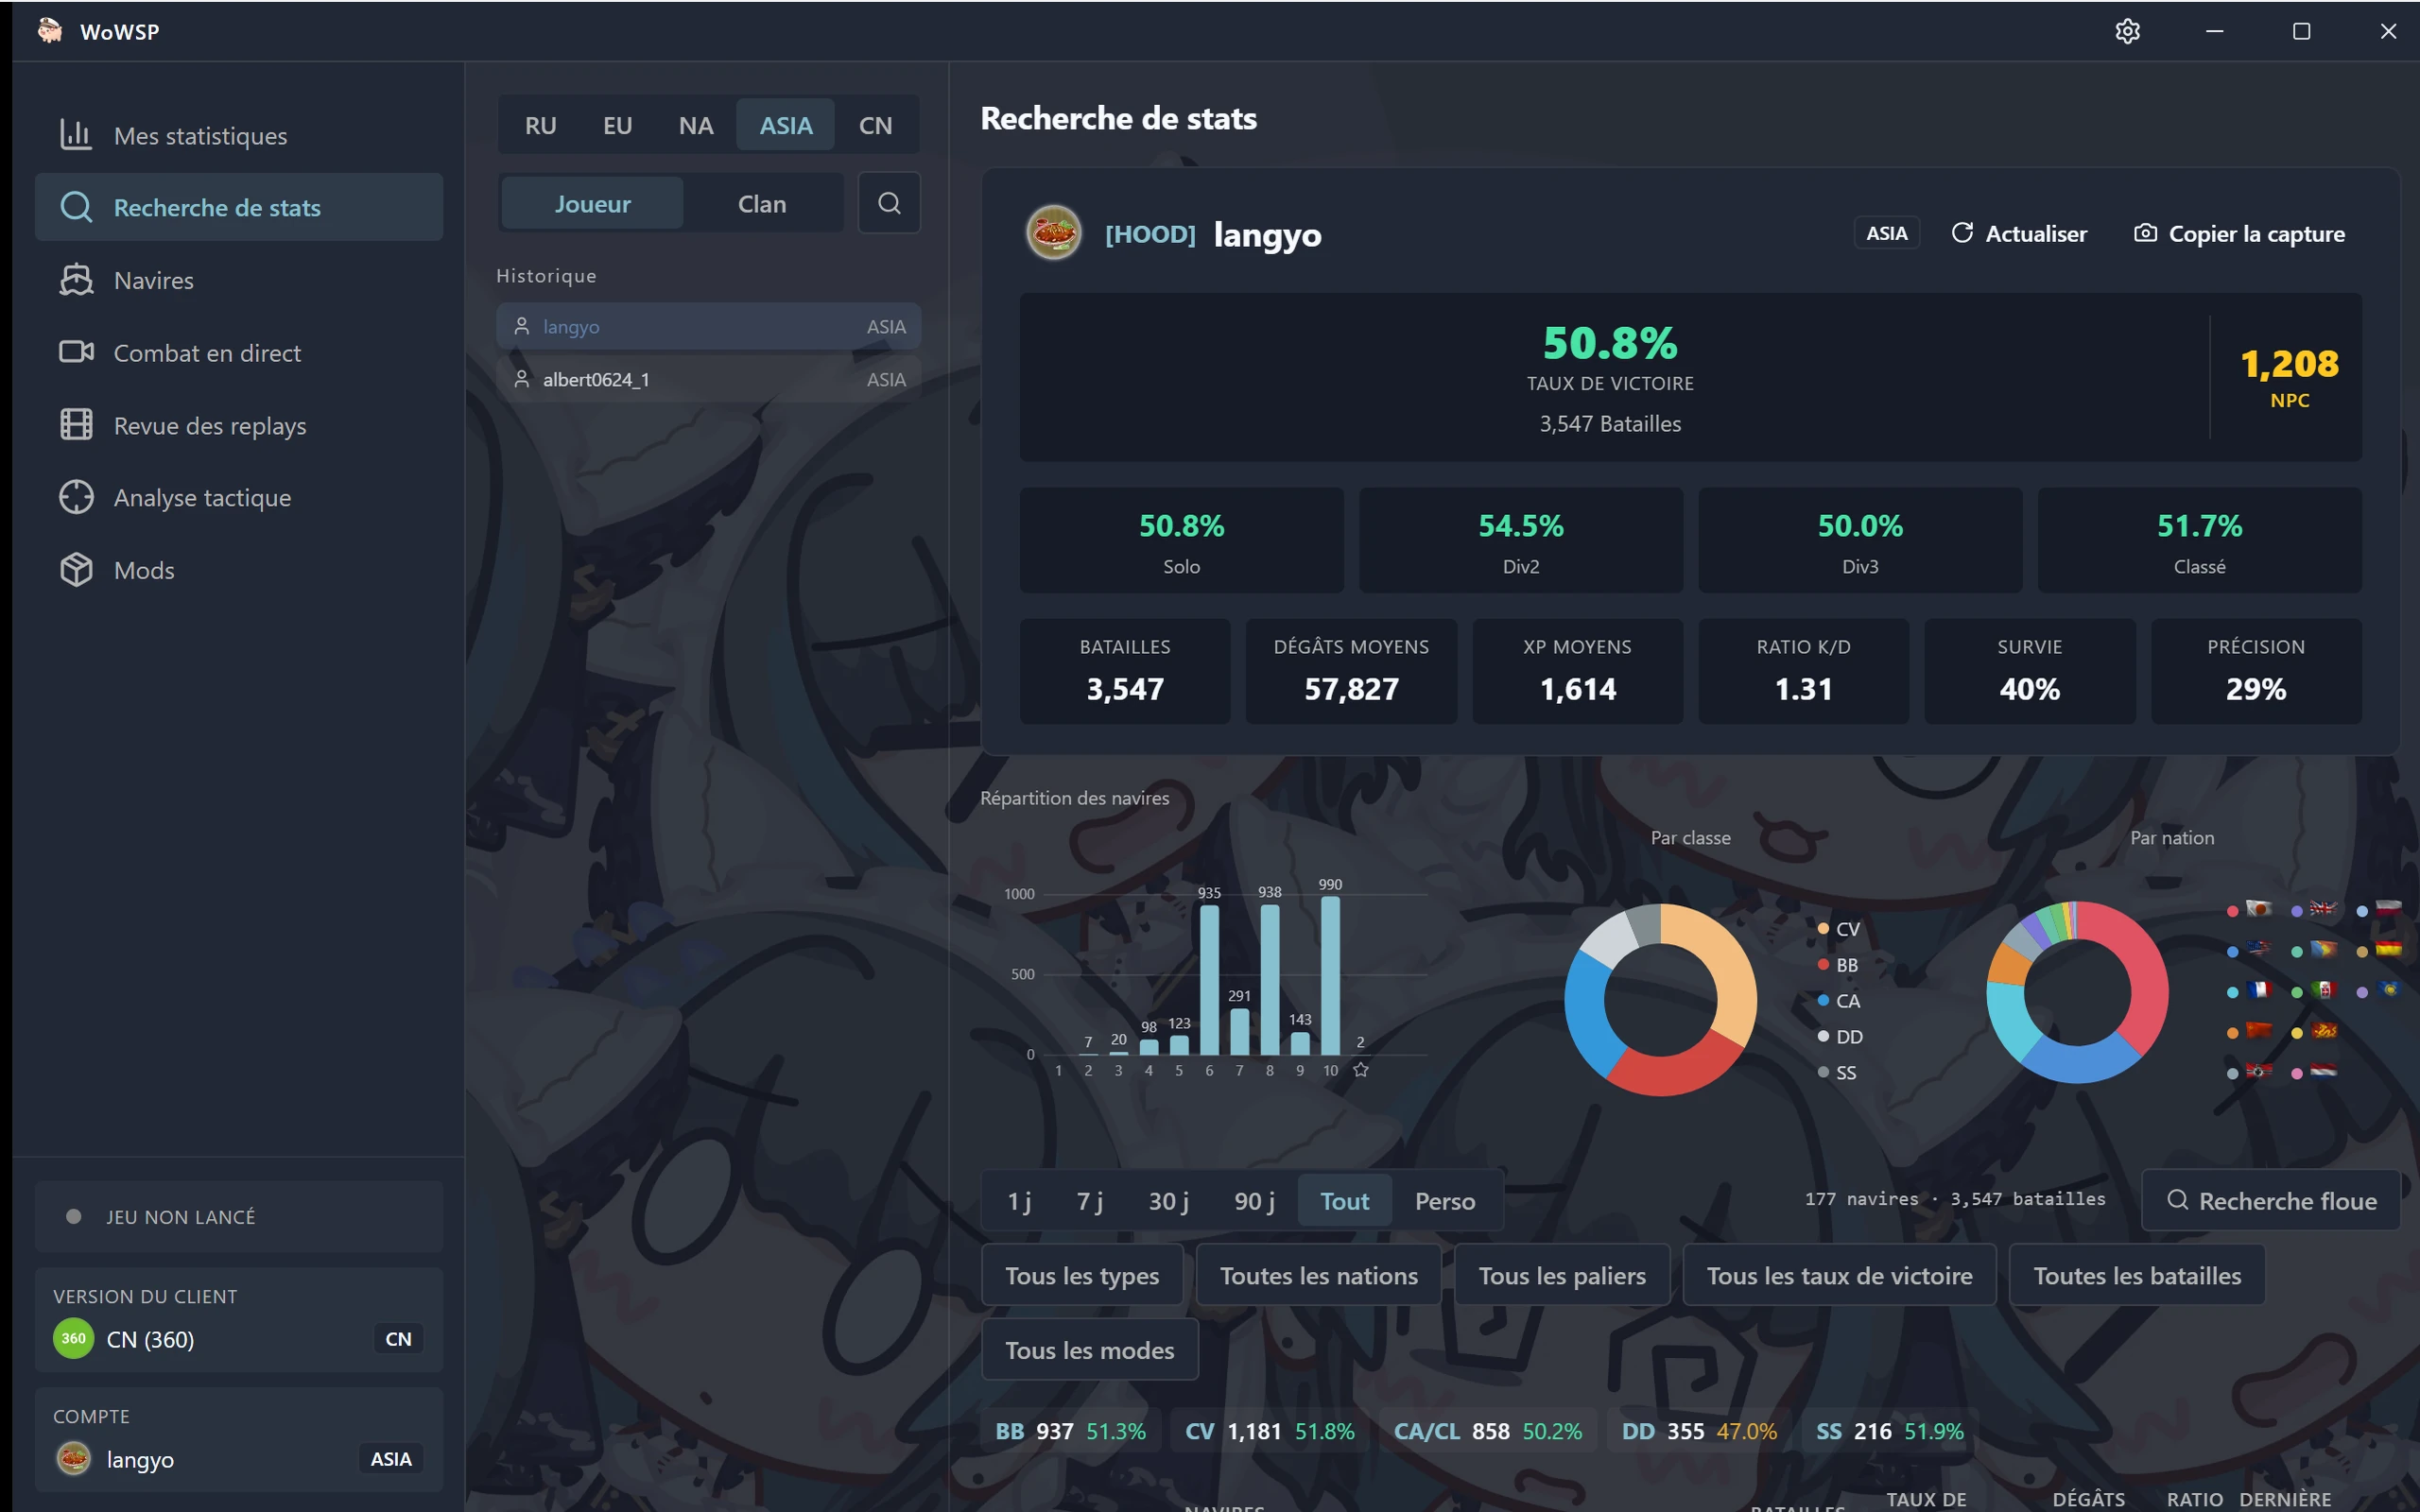 WoWSP
Mes statistiques
Recherche de stats
Navires
Combat en direct
Revue des replays
Analyse tactique
Mods
JEU NON LANCÉ
VERSION DU CLIENT
360 CN (360) CN
COMPTE
langyo ASIA
RU EU NA ASIA CN
Joueur Clan
Historique
langyo ASIA
albert0624_1 ASIA
Recherche de stats
[HOOD] langyo ASIA Actualiser Copier la capture
50.8%
TAUX DE VICTOIRE
3,547 Batailles
1,208
NPC
50.8% 54.5% 50.0% 51.7%
Solo Div2 Div3 Classé
BATAILLES DÉGÂTS MOYENS XP MOYENS RATIO K/D SURVIE PRÉCISION
3,547 57,827 1,614 1.31 40% 29%
Répartition des navires
1000
500
0
7 20 98 123 935 291 938 143 990 2
1 2 3 4 5 6 7 8 9 10
Par classe
CV
BB
CA
DD
SS
Par nation
1 j 7 j 30 j 90 j Tout Perso
177 navires · 3,547 batailles Recherche floue
Tous les types Toutes les nations Tous les paliers Tous les taux de victoire Toutes les batailles
Tous les modes
BB 937 51.3% CV 1,181 51.8% CA/CL 858 50.2% DD 355 47.0% SS 216 51.9%
NAVIRES BATAILLES TAUX DE DÉGÂTS RATIO DERNIÈRE